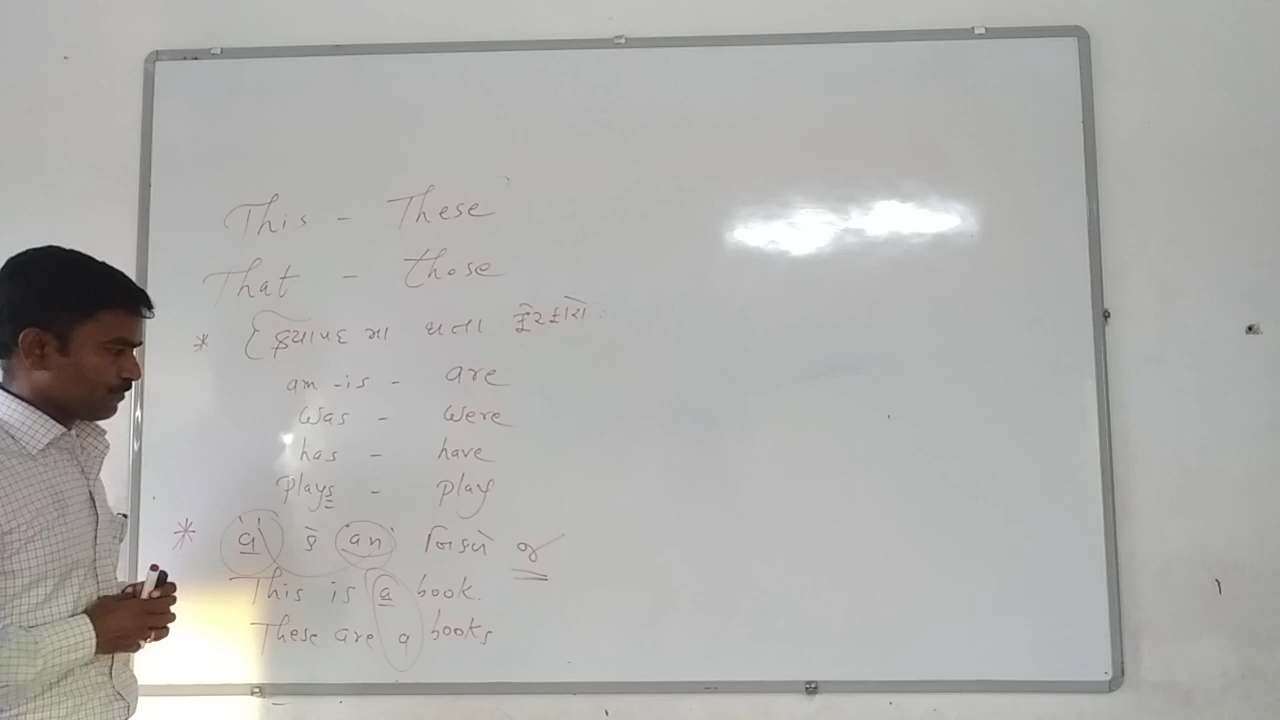 This - These
That - those
* ક્રિયાપદ મા થતા ફેરફારો.
am - is - are
was - were
has - have
plays - play
* 'a' કે 'an' નિકળે જ
This is a book.
These are a books